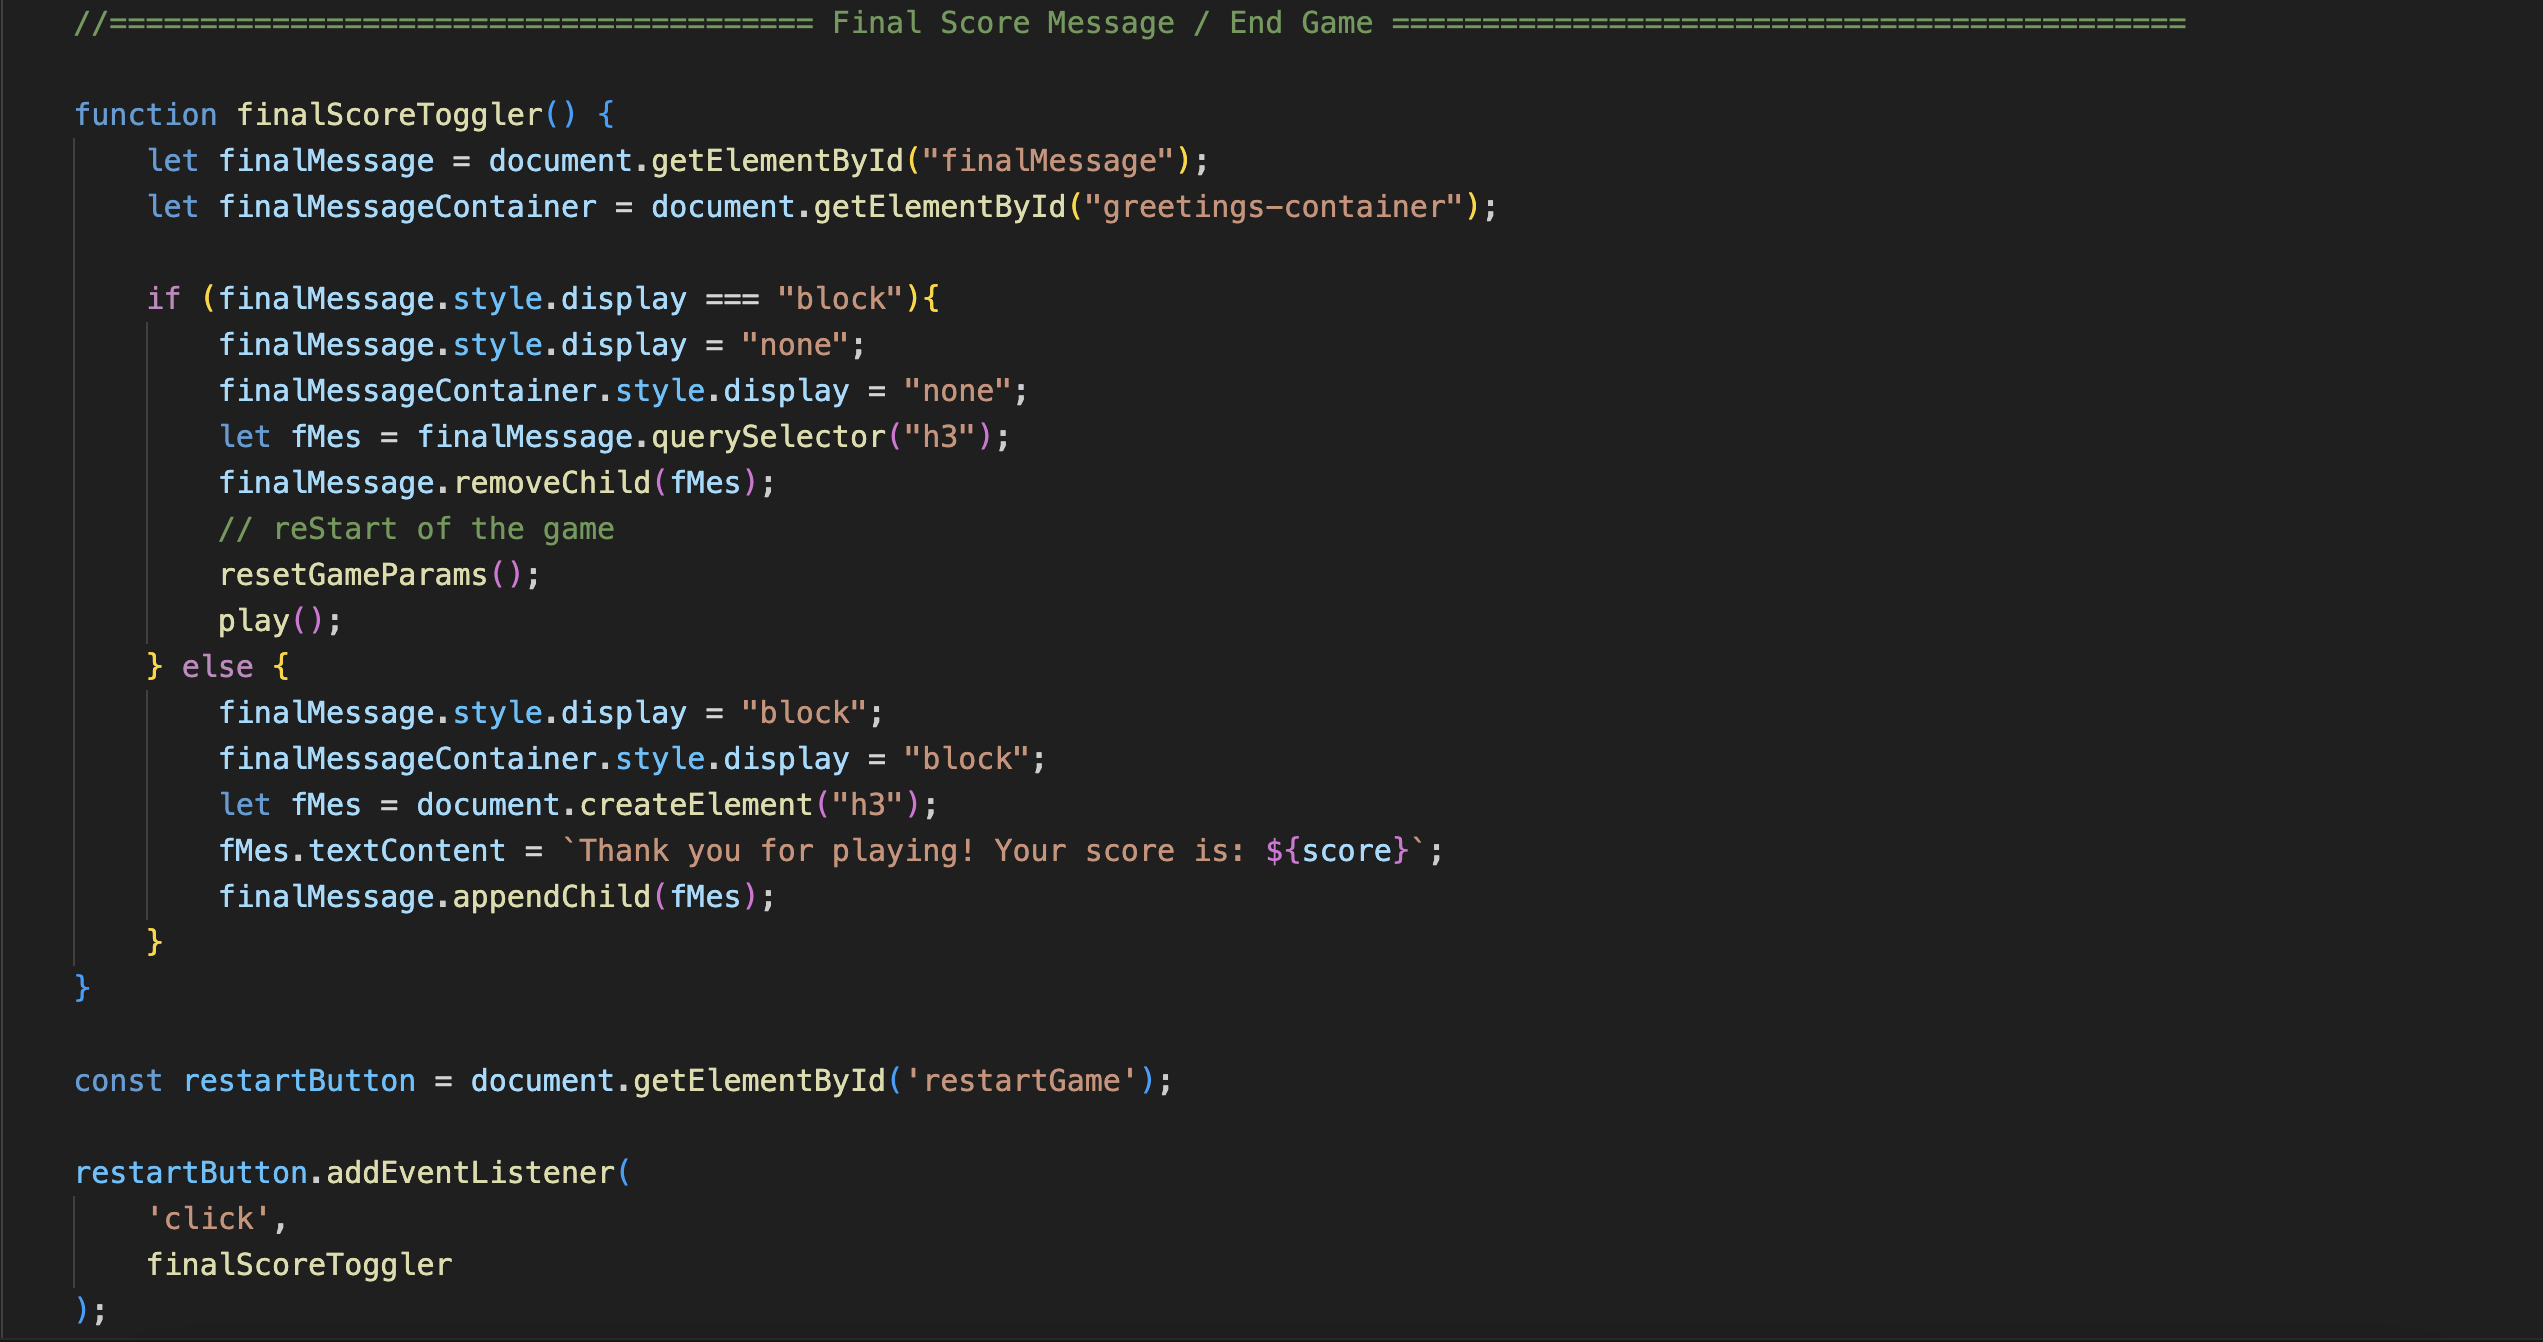 //======================================= Final Score Message / End Game ============================================
function finalScoreToggler() {
let finalMessage = document.getElementById("finalMessage");
let finalMessageContainer = document.getElementById("greetings-container");
if (finalMessage.style.display === "block"){
finalMessage.style.display = "none";
finalMessageContainer.style.display = "none";
let fMes = finalMessage.querySelector("h3");
finalMessage.removeChild(fMes);
// reStart of the game
resetGameParams();
play();
} else {
finalMessage.style.display = "block";
finalMessageContainer.style.display = "block";
let fMes = document.createElement("h3");
fMes.textContent = `Thank you for playing! Your score is: ${score}`;
finalMessage.appendChild(fMes);
}
}
const restartButton = document.getElementById('restartGame');
restartButton.addEventListener(
'click',
finalScoreToggler
);